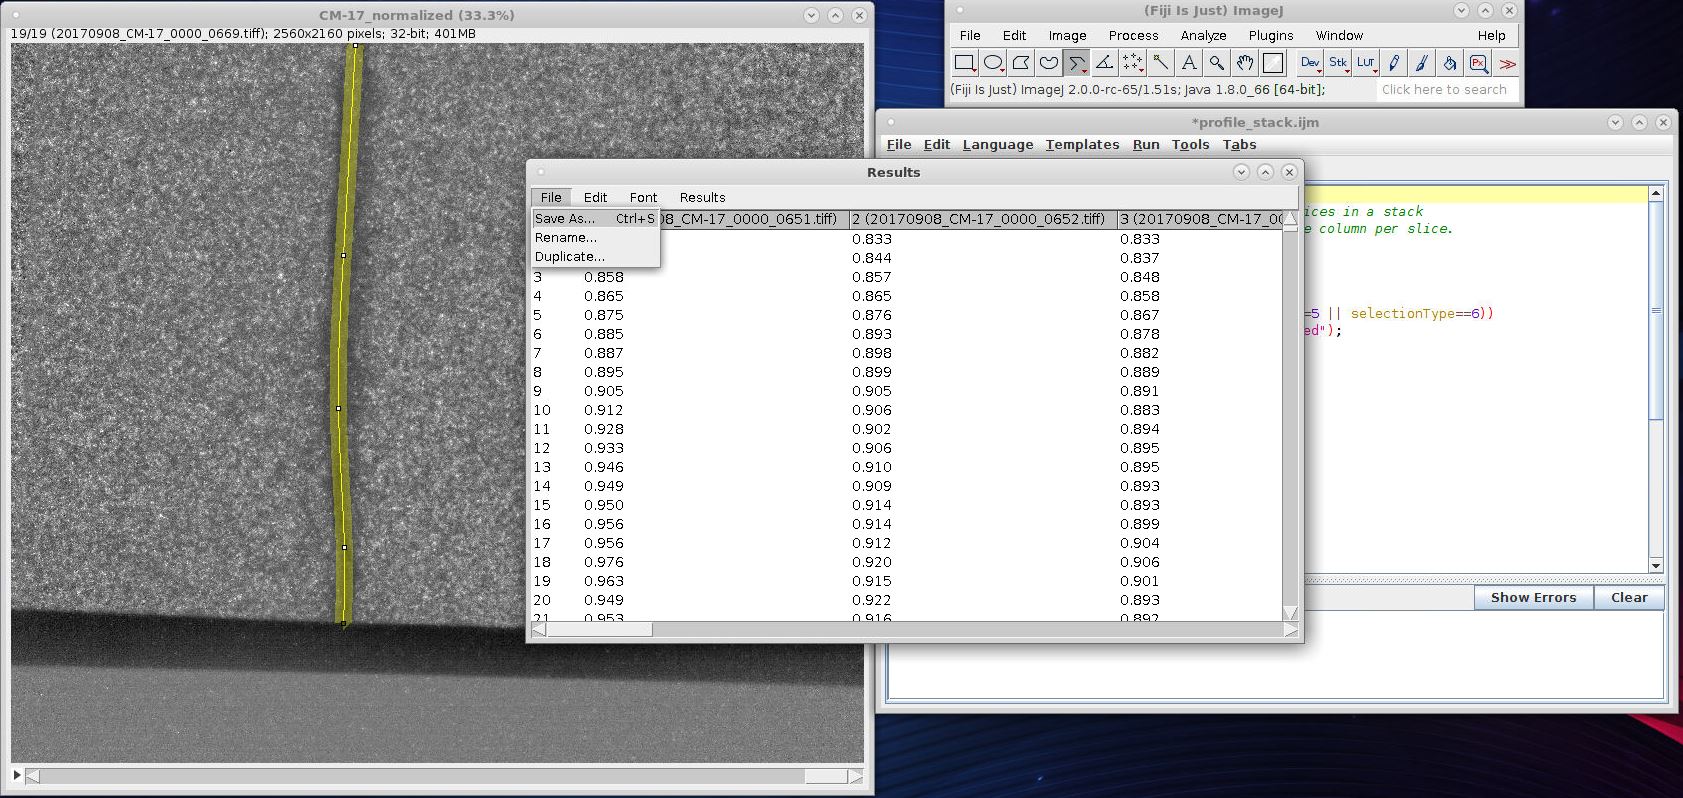 CM-17_normalized (33.3%)
19/19 (20170908_CM-17_0000_0669.tiff); 2560x2160 pixels; 32-bit; 401MB
(Fiji Is Just) ImageJ
File Edit Image Process Analyze Plugins Window Help
A Dev Stk Lut Px >>
(Fiji Is Just) ImageJ 2.0.0-rc-65/1.51s; Java 1.8.0_66 [64-bit]; Click here to search
*profile_stack.ijm
File Edit Language Templates Run Tools Tabs
ices in a stack
e column per slice.
=5 || selectionType==6))
ed");
Show Errors Clear
Results
File Edit Font Results
Save As... Ctrl+S
Rename...
Duplicate...
08_CM-17_0000_0651.tiff) 2 (20170908_CM-17_0000_0652.tiff) 3 (20170908_CM-17_00
0.833 0.833
0.844 0.837
3 0.858 0.857 0.848
4 0.865 0.865 0.858
5 0.875 0.876 0.867
6 0.885 0.893 0.878
7 0.887 0.898 0.882
8 0.895 0.899 0.889
9 0.905 0.905 0.891
10 0.912 0.906 0.883
11 0.928 0.902 0.894
12 0.933 0.906 0.895
13 0.946 0.910 0.895
14 0.949 0.909 0.893
15 0.950 0.914 0.893
16 0.956 0.914 0.899
17 0.956 0.912 0.904
18 0.976 0.920 0.906
19 0.963 0.915 0.901
20 0.949 0.922 0.893
21 0.953 0.916 0.892